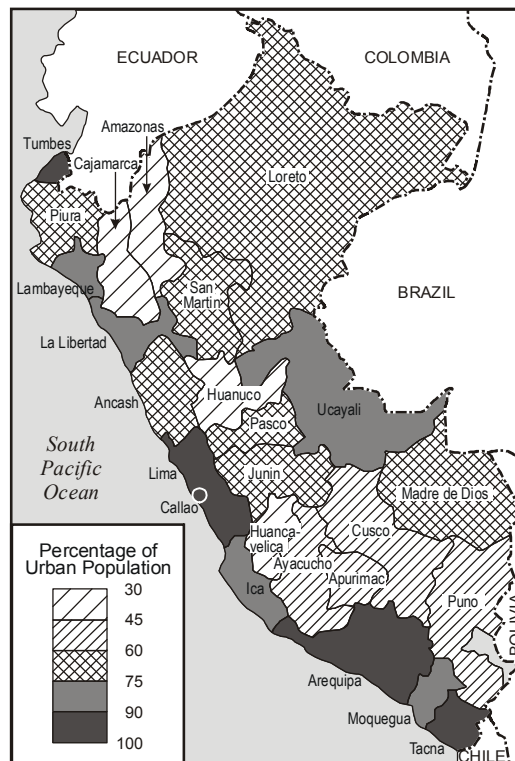 ECUADOR
COLOMBIA
Amazonas
Tumbes
Cajamarca
Loreto
Piura
San
Martin
Lambayeque
BRAZIL
La Libertad
Huanuco
Ucayali
Ancash
Pasco
South
Pacific
Ocean
Lima
Junin
Madre de Dios
Callao
Huanca-
velica
Cusco
Ayacucho
Apurimac
Ica
Puno
BOLIVIA
Arequipa
Moquegua
Tacna
CHILE
Percentage of
Urban Population
30
45
60
75
90
100